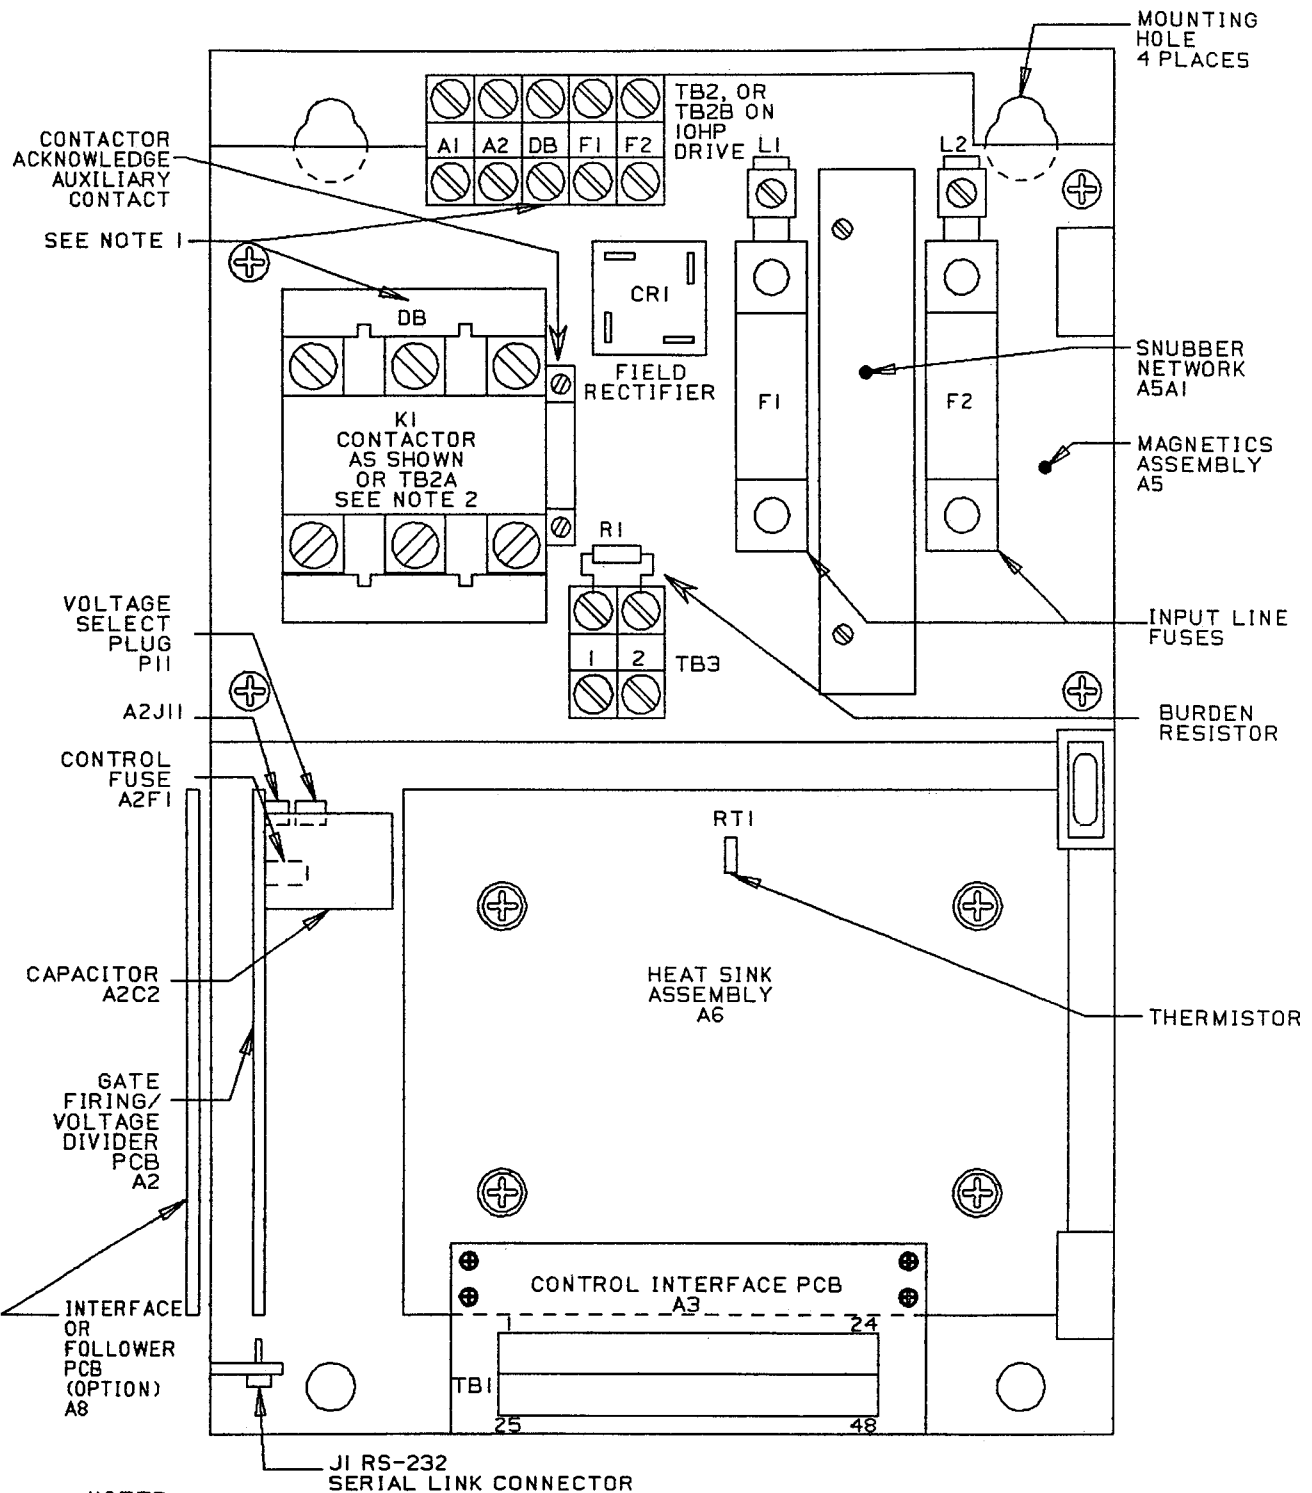 MOUNTING
HOLE
4 PLACES
TB2, OR
TB2B ON
10HP
DRIVE
A1 A2 DB F1 F2
L1
L2
CONTACTOR
ACKNOWLEDGE
AUXILIARY
CONTACT
SEE NOTE 1
DB
CR1
FIELD
RECTIFIER
K1
CONTACTOR
AS SHOWN
OR TB2A
SEE NOTE 2
F1
F2
SNUBBER
NETWORK
A5A1
MAGNETICS
ASSEMBLY
A5
R1
1 2
TB3
INPUT LINE
FUSES
BURDEN
RESISTOR
VOLTAGE
SELECT
PLUG
P11
A2J11
CONTROL
FUSE
A2F1
RT1
CAPACITOR
A2C2
HEAT SINK
ASSEMBLY
A6
THERMISTOR
GATE
FIRING/
VOLTAGE
DIVIDER
PCB
A2
INTERFACE
OR
FOLLOWER
PCB
(OPTION)
A8
CONTROL INTERFACE PCB
A3
1
24
TB1
25
48
J1 RS-232
SERIAL LINK CONNECTOR